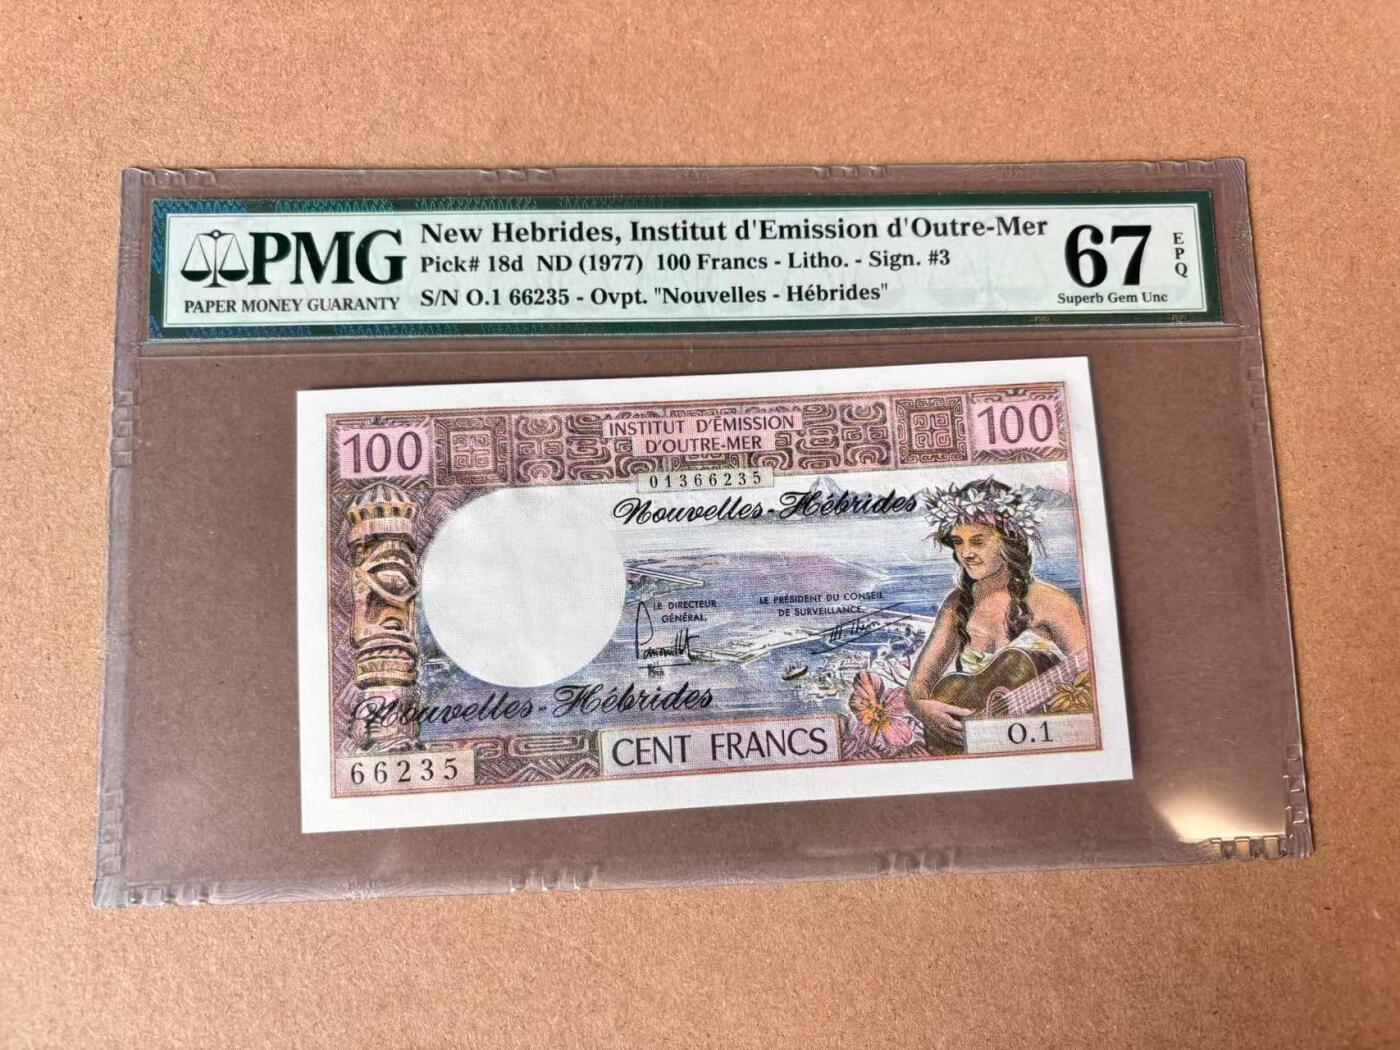 PMG
PAPER MONEY GUARANTY
New Hebrides, Institut d'Emission d'Outre-Mer
Pick# 18d ND (1977) 100 Francs - Litho. - Sign. #3
S/N O.1 66235 - Ovpt. "Nouvelles - Hébrides"
67
EPQ
Superb Gem Unc
100
INSTITUT D'ÉMISSION
D'OUTRE-MER
100
01366235
Nouvelles-Hébrides
LE DIRECTEUR
GÉNÉRAL,
LE PRÉSIDENT DU CONSEIL
DE SURVEILLANCE,
Nouvelles-Hébrides
CENT FRANCS
O.1
66235